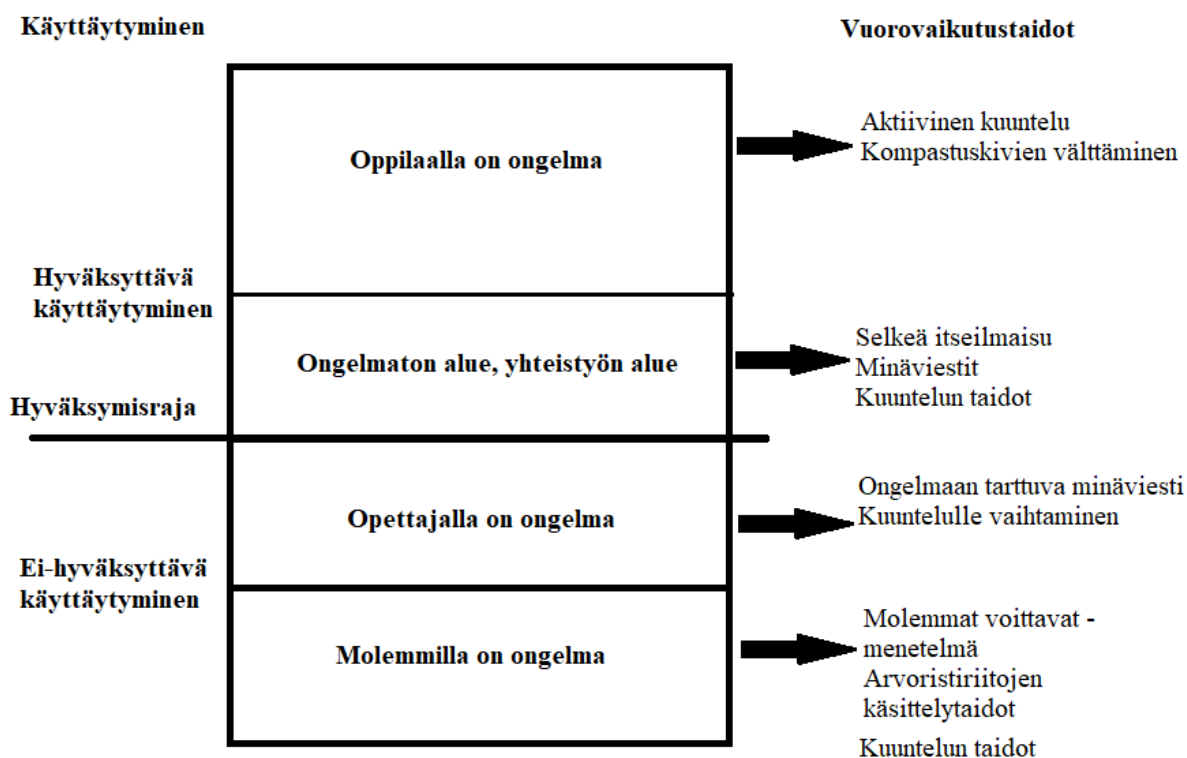 Käyttäytyminen
Vuorovaikutustaidot
Oppilaalla on ongelma
Aktiivinen kuuntelu
Kompastuskivien välttäminen
Hyväksyttävä
käyttäytyminen
Ongelmaton alue, yhteistyön alue
Selkeä itseilmaisu
Minäviestit
Kuuntelun taidot
Hyväksymisraja
Opettajalla on ongelma
Ongelmaan tarttuva minäviesti
Kuuntelulle vaihtaminen
Ei-hyväksyttävä
käyttäytyminen
Molemmilla on ongelma
Molemmat voittavat -
menetelmä
Arvoristiriitojen
käsittelytaidot
Kuuntelun taidot